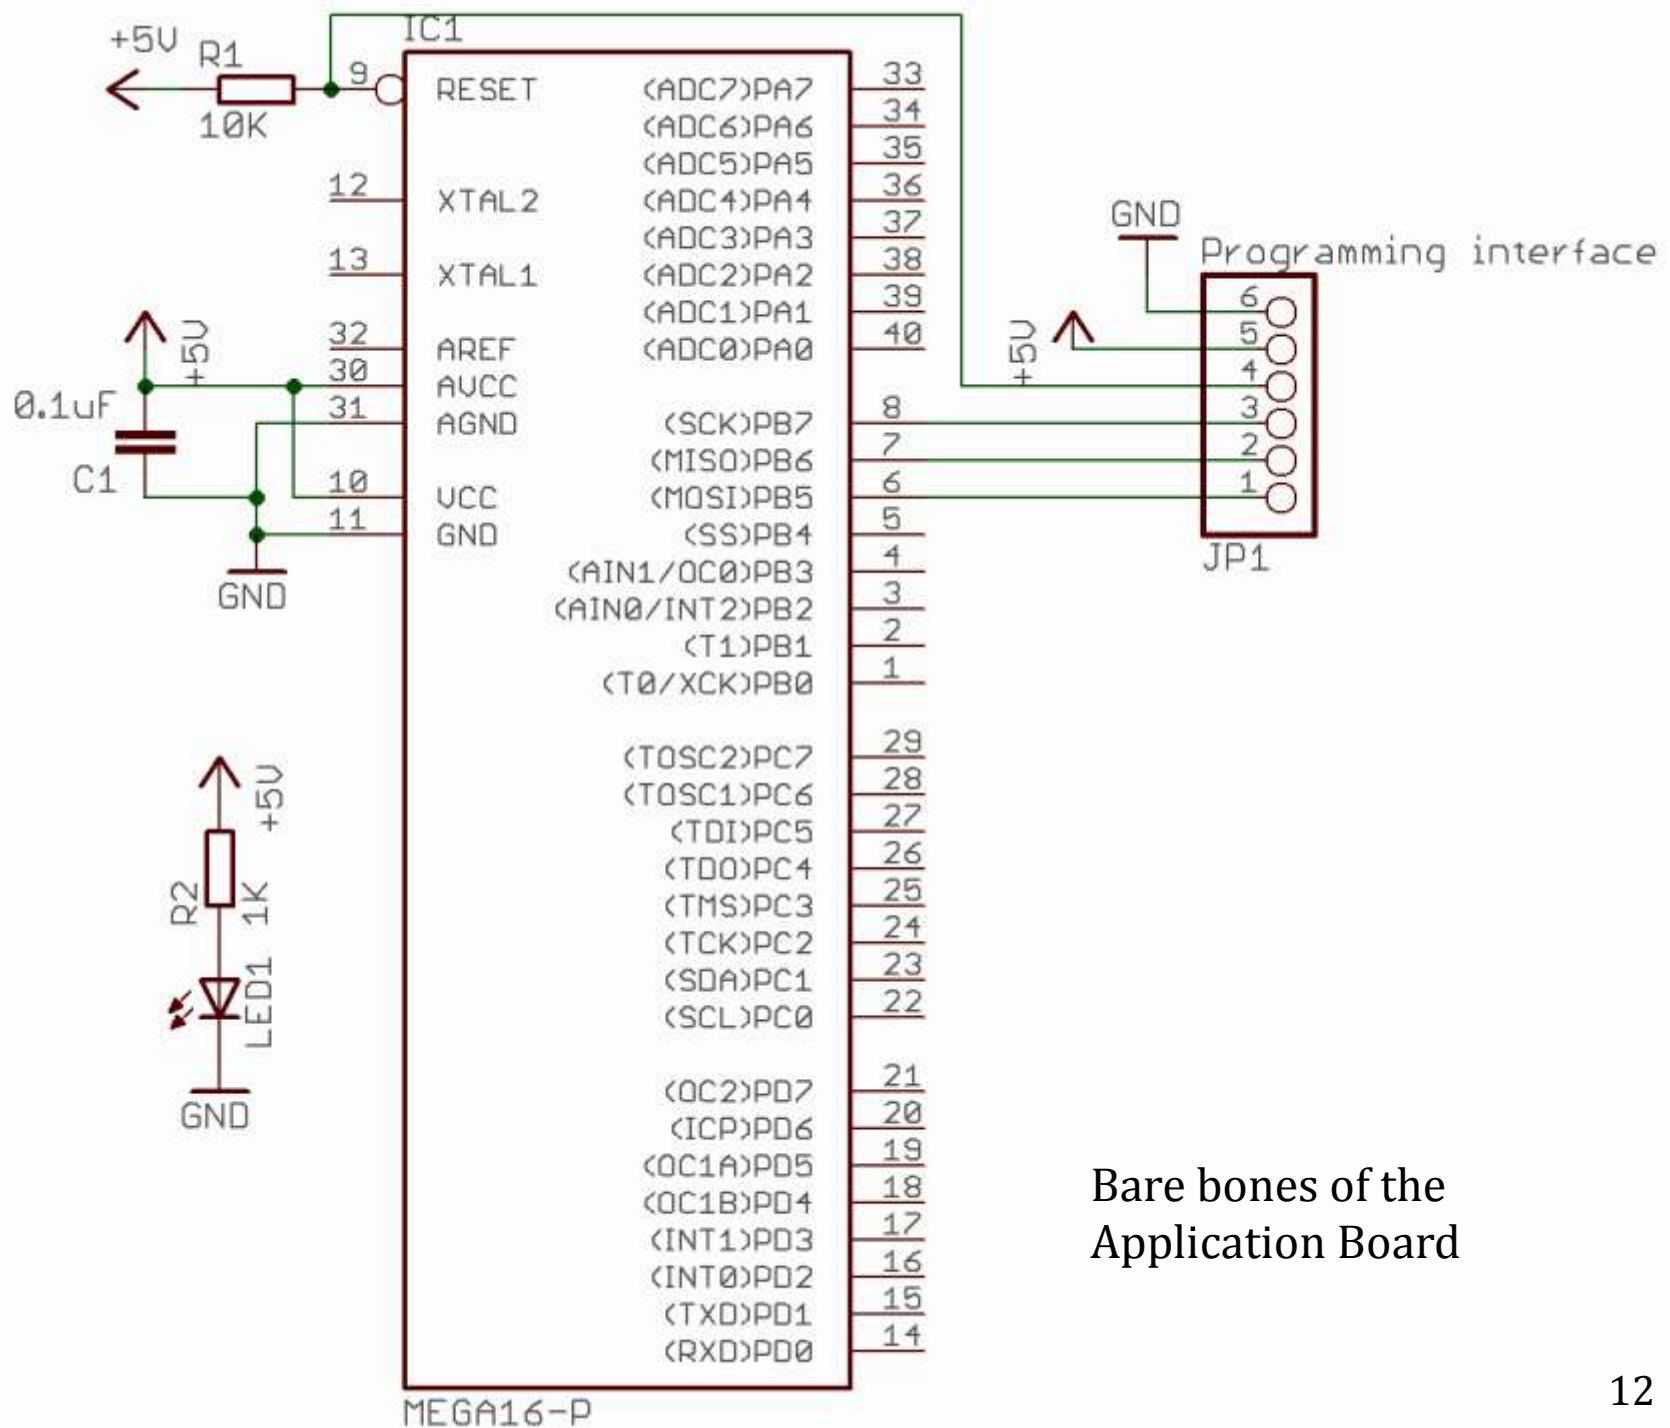 IC1
+5V
R1
10K
9
RESET
12
XTAL2
13
XTAL1
32
AREF
30
AVCC
31
AGND
10
VCC
11
GND
+5V
0.1uF
C1
GND
+5V
R2
1K
LED1
GND
(ADC7)PA7 33
(ADC6)PA6 34
(ADC5)PA5 35
(ADC4)PA4 36
(ADC3)PA3 37
(ADC2)PA2 38
(ADC1)PA1 39
(ADC0)PA0 40
(SCK)PB7 8
(MISO)PB6 7
(MOSI)PB5 6
(SS)PB4 5
(AIN1/OC0)PB3 4
(AIN0/INT2)PB2 3
(T1)PB1 2
(T0/XCK)PB0 1
(TOSC2)PC7 29
(TOSC1)PC6 28
(TDI)PC5 27
(TDO)PC4 26
(TMS)PC3 25
(TCK)PC2 24
(SDA)PC1 23
(SCL)PC0 22
(OC2)PD7 21
(ICP)PD6 20
(OC1A)PD5 19
(OC1B)PD4 18
(INT1)PD3 17
(INT0)PD2 16
(TXD)PD1 15
(RXD)PD0 14
MEGA16-P
GND
Programming interface
+5V
6
5
4
3
2
1
JP1
Bare bones of the
Application Board
12